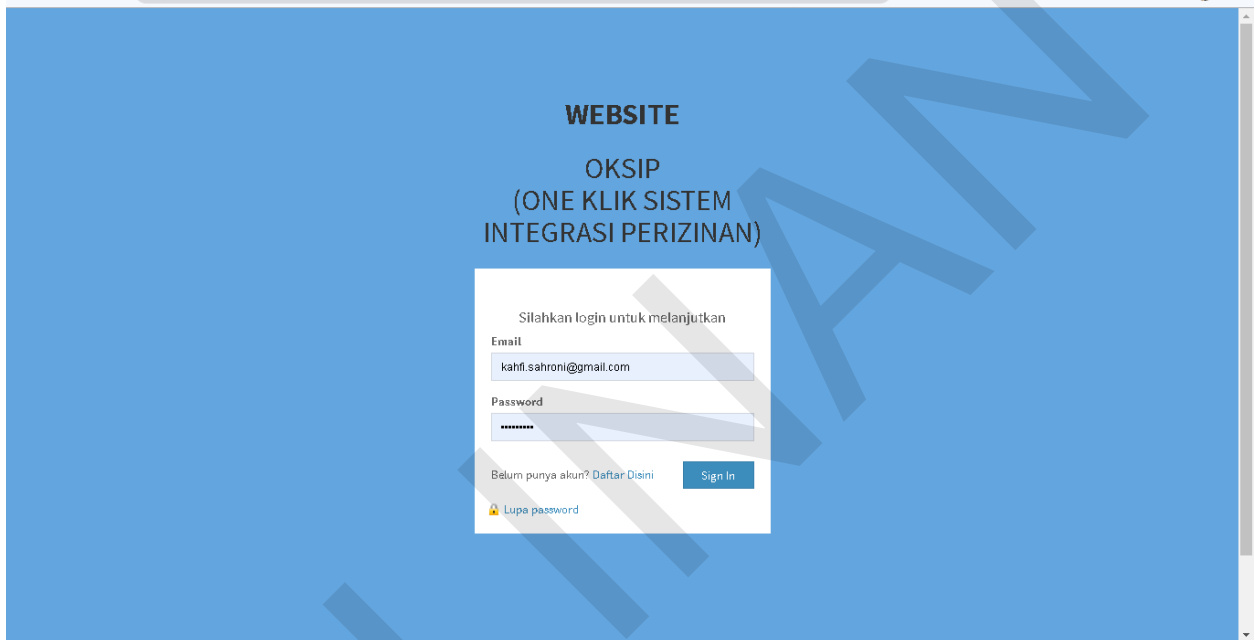 WEBSITE
OKSIP
(ONE KLIK SISTEM
INTEGRASI PERIZINAN)
Silahkan login untuk melanjutkan
Email
kahfi.sahroni@gmail.com
Password
•••••••••
Belum punya akun? Daftar Disini
Sign In
Lupa password